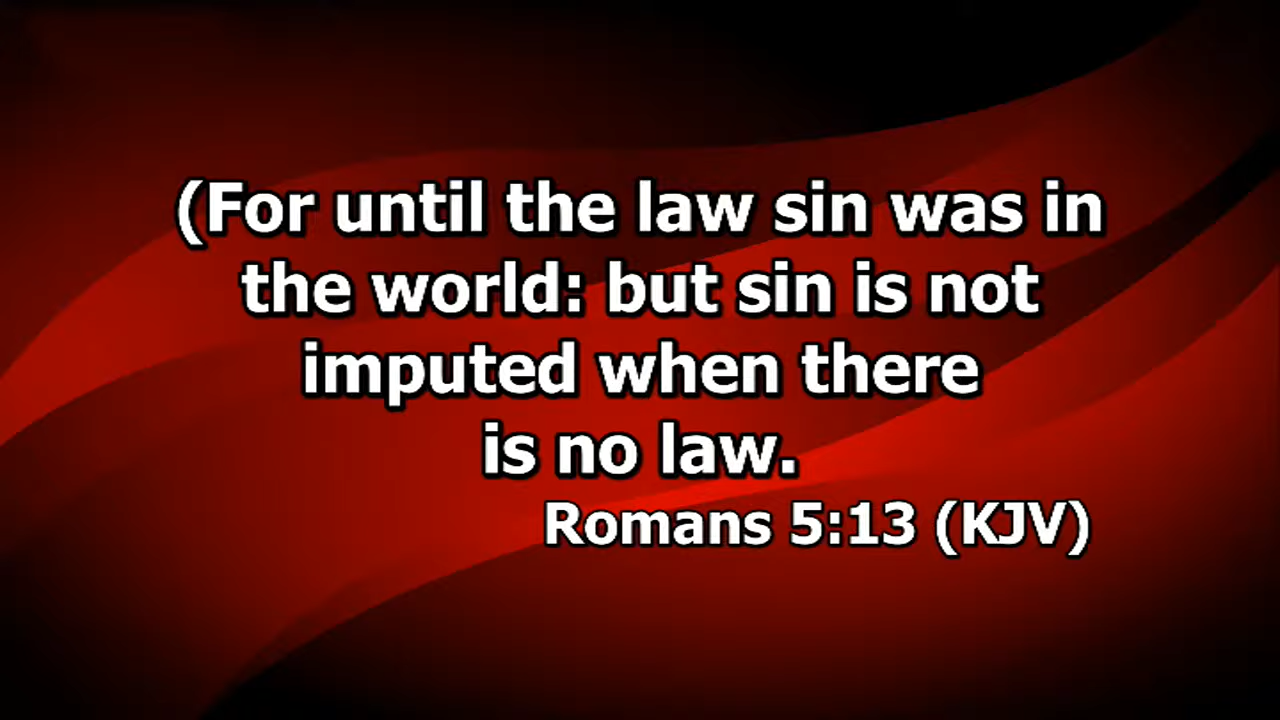 (For until the law sin was in
the world: but sin is not
imputed when there
is no law.
Romans 5:13 (KJV)